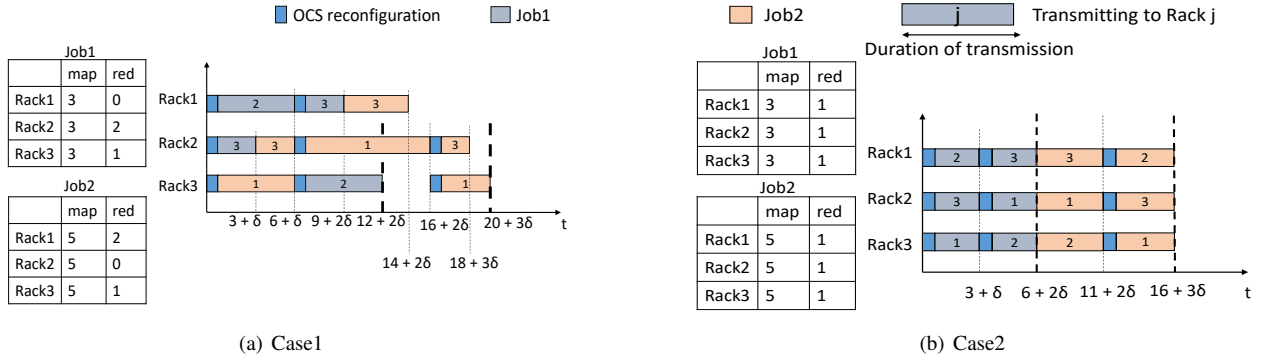 OCS reconfiguration
Job1
Job2
j
Transmitting to Rack j
Duration of transmission
Job1
map red
Rack1 3 0
Rack2 3 2
Rack3 3 1
Job2
map red
Rack1 5 2
Rack2 5 0
Rack3 5 1
Rack1 2 3 3
Rack2 3 3 1 3
Rack3 1 2 1
3 + δ 6 + δ 9 + 2δ 12 + 2δ 16 + 2δ 20 + 3δ t
14 + 2δ 18 + 3δ
(a) Case1
Job1
map red
Rack1 3 1
Rack2 3 1
Rack3 3 1
Job2
map red
Rack1 5 1
Rack2 5 1
Rack3 5 1
Rack1 2 3 3 2
Rack2 3 1 1 3
Rack3 1 2 2 1
3 + δ 6 + 2δ 11 + 2δ 16 + 3δ t
(b) Case2